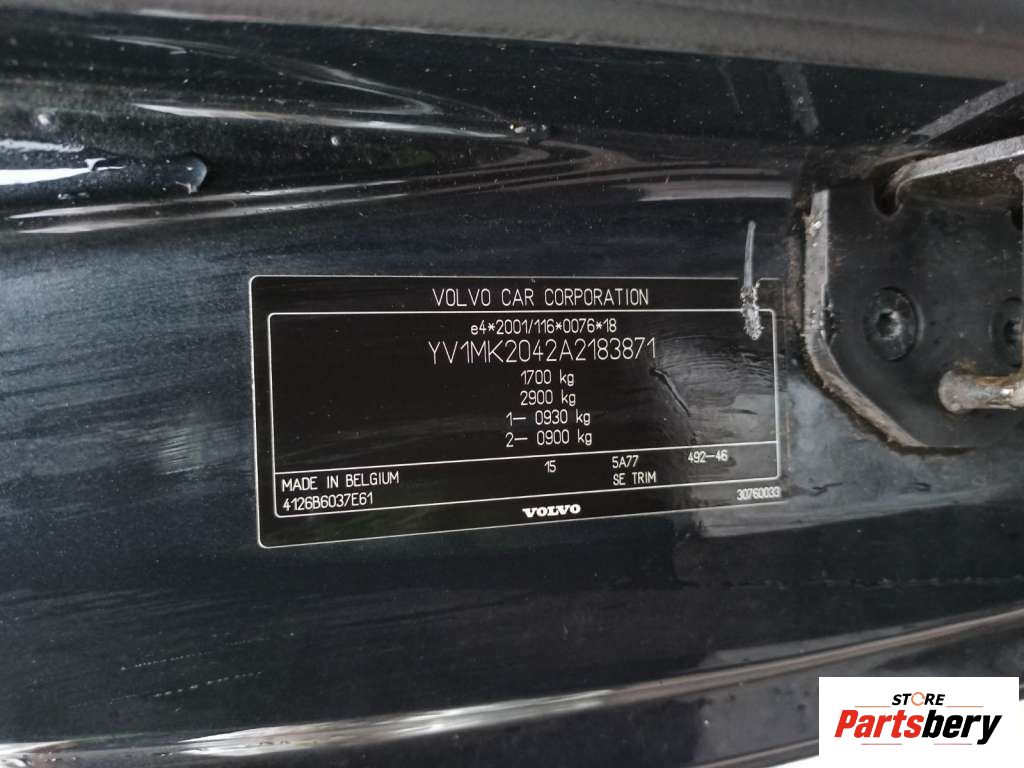 VOLVO CAR CORPORATION
e4*2001/116*0076*18
YV1MK2042A2183871
1700 kg
2900 kg
1– 0930 kg
2– 0900 kg
MADE IN BELGIUM 15 5A77 492–46
4126B6037E61 SE TRIM 30760033
VOLVO
STORE
Partsbery